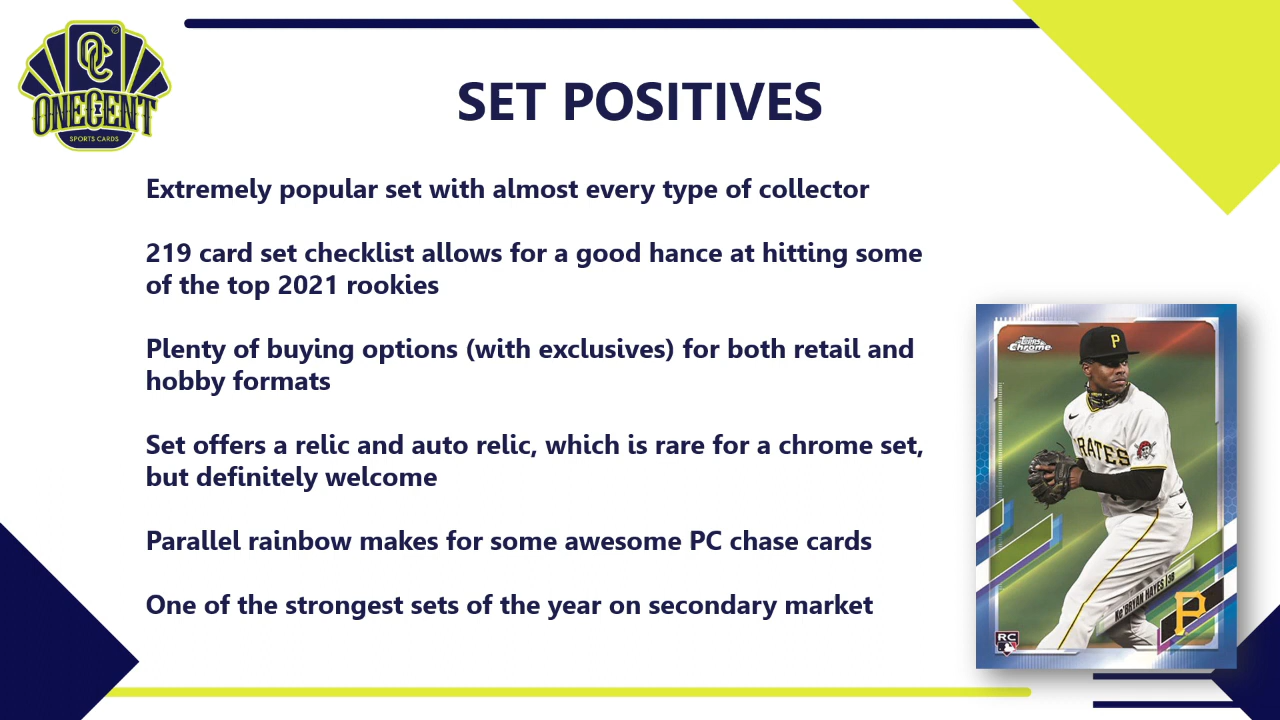 OC
ONECENT
SPORTS CARDS
SET POSITIVES
Extremely popular set with almost every type of collector
219 card set checklist allows for a good hance at hitting some
of the top 2021 rookies
Plenty of buying options (with exclusives) for both retail and
hobby formats
Set offers a relic and auto relic, which is rare for a chrome set,
but definitely welcome
Parallel rainbow makes for some awesome PC chase cards
One of the strongest sets of the year on secondary market
Topps
Chrome
P
RATES
KE'BRYAN HAYES | 3B
P
RC